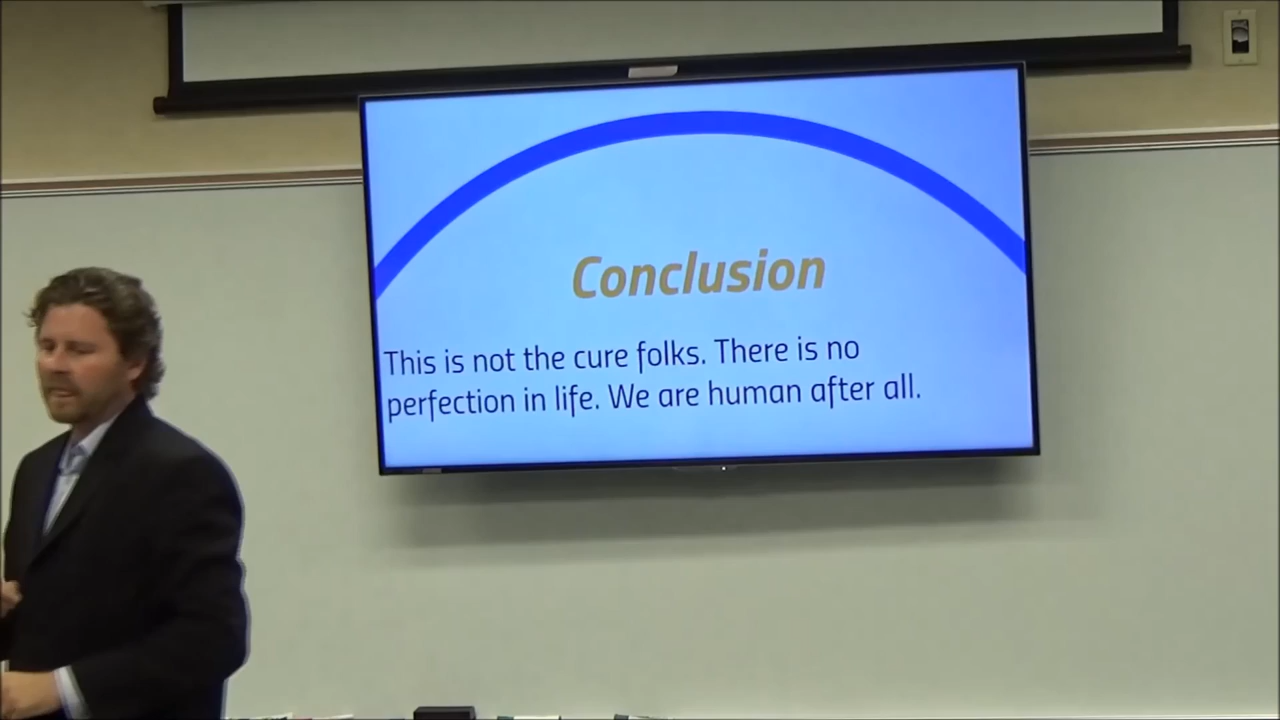 Conclusion
This is not the cure folks. There is no
perfection in life. We are human after all.